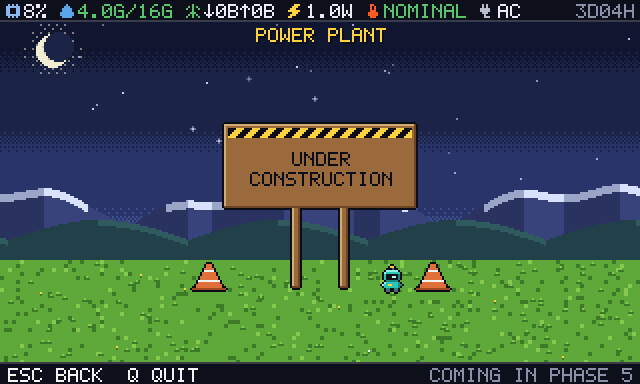 8% 4.0G/16G ↓0B↑0B 1.0W NOMINAL AC 3D04H
POWER PLANT
UNDER
CONSTRUCTION
ESC BACK Q QUIT COMING IN PHASE 5